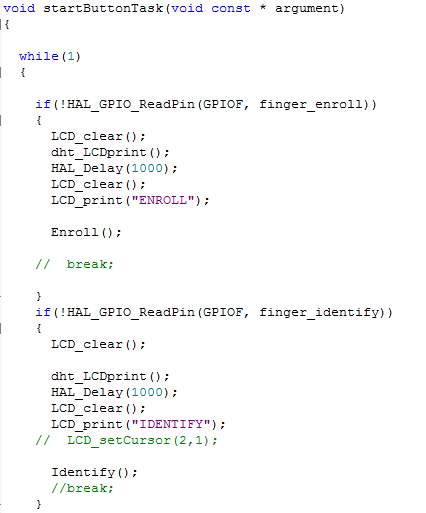 void startButtonTask(void const * argument)
{
while(1)
{
if(!HAL_GPIO_ReadPin(GPIOF, finger_enroll))
{
LCD_clear();
dht_LCDprint();
HAL_Delay(1000);
LCD_clear();
LCD_print("ENROLL");
Enroll();
// break;
}
if(!HAL_GPIO_ReadPin(GPIOF, finger_identify))
{
LCD_clear();
dht_LCDprint();
HAL_Delay(1000);
LCD_clear();
LCD_print("IDENTIFY");
// LCD_setCursor(2,1);
Identify();
//break;
}